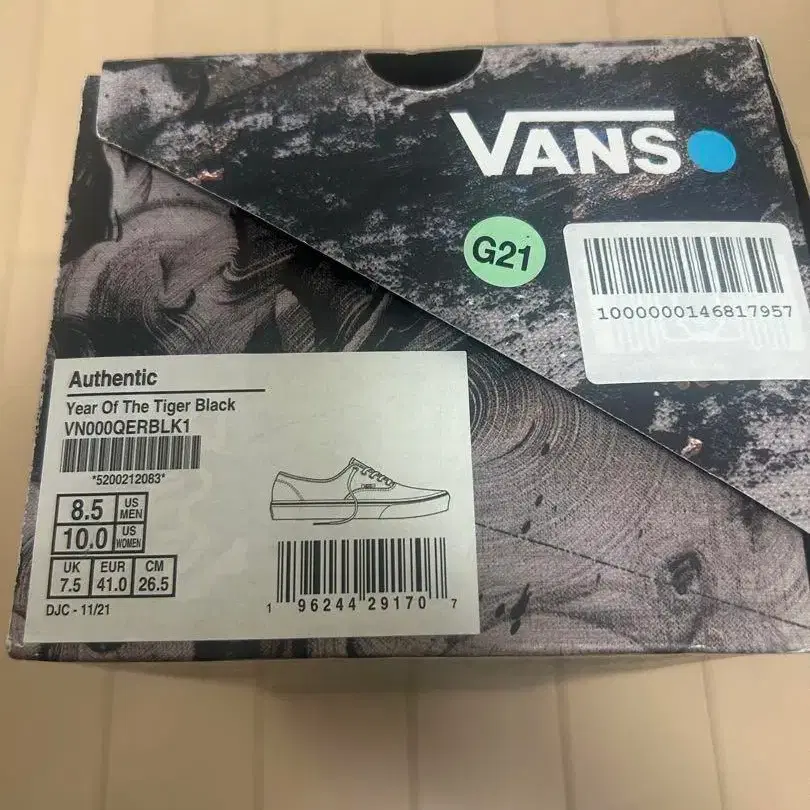 VANS
G21
1000000146817957
Authentic
Year Of The Tiger Black
VN000QERBLK1
*5200212083*
8.5 US MEN
10.0 US WOMEN
UK EUR CM
7.5 41.0 26.5
DJC - 11/21
1 96244 29170 7